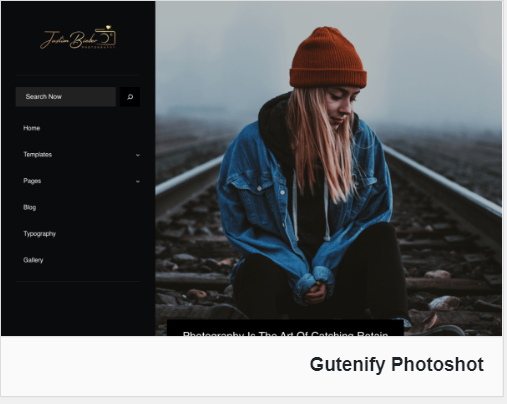 Justin Bieber
PHOTOGRAPHY
Search Now
Home
Templates
Pages
Blog
Typography
Gallery
Photography Is The Art Of Catching Retain
Gutenify Photoshot